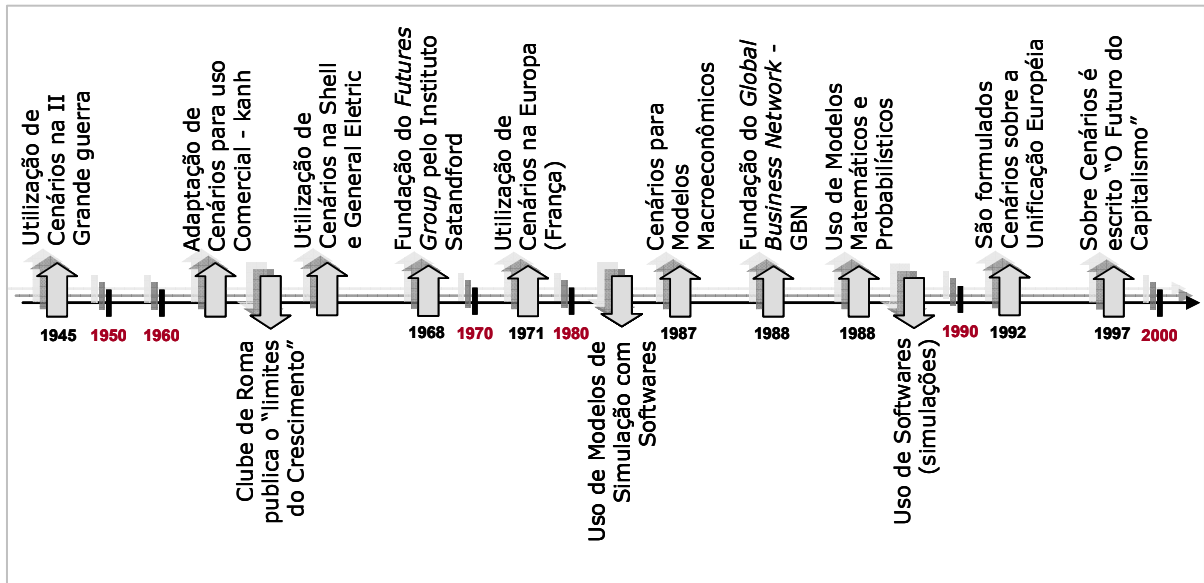 Utilização de
Cenários na II
Grande guerra
Adaptação de
Cenários para uso
Comercial - kanh
Utilização de
Cenários na Shell
e General Eletric
Fundação do Futures
Group pelo Instituto
Satandford
Utilização de
Cenários na Europa
(França)
Cenários para
Modelos
Macroeconômicos
Fundação do Global
Business Network -
GBN
Uso de Modelos
Matemáticos e
Probabilísticos
São formulados
Cenários sobre a
Unificação Européia
Sobre Cenários é
escrito "O Futuro do
Capitalismo"
1945
1950
1960
1968
1970
1971
1980
1987
1988
1988
1990
1992
1997
2000
Clube de Roma
publica o "limites
do Crescimento"
Uso de Modelos de
Simulação com
Softwares
Uso de Softwares
(simulações)